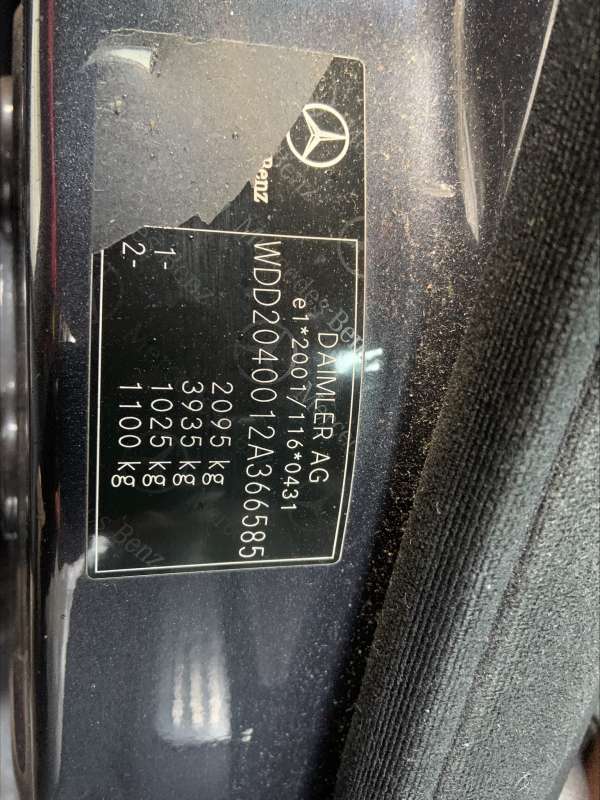 Benz
DAIMLER AG
e1*2001/116*0431
WDD2040012A366585
2095 kg
3935 kg
1- 1025 kg
2- 1100 kg